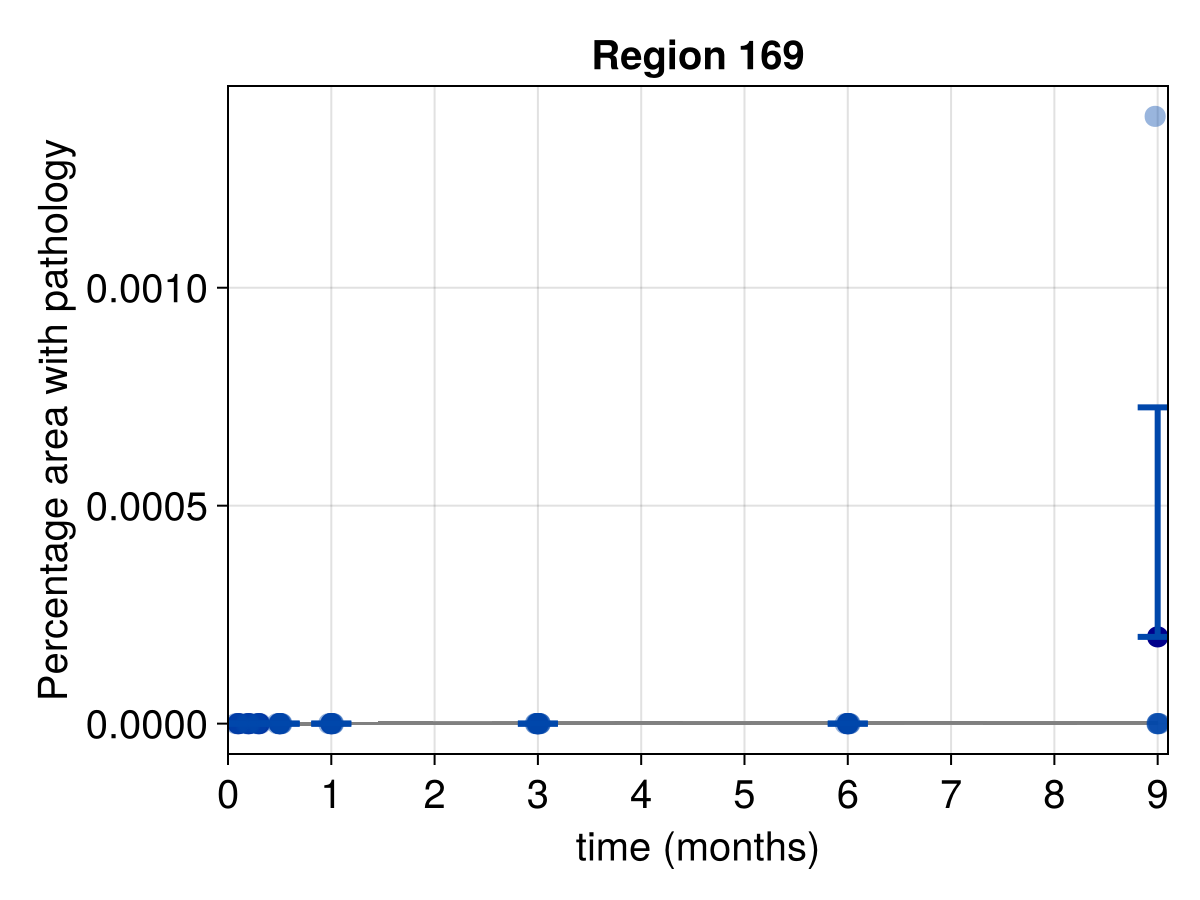 Region 169
Percentage area with pathology
0.0010
0.0005
0.0000
0 1 2 3 4 5 6 7 8 9
time (months)